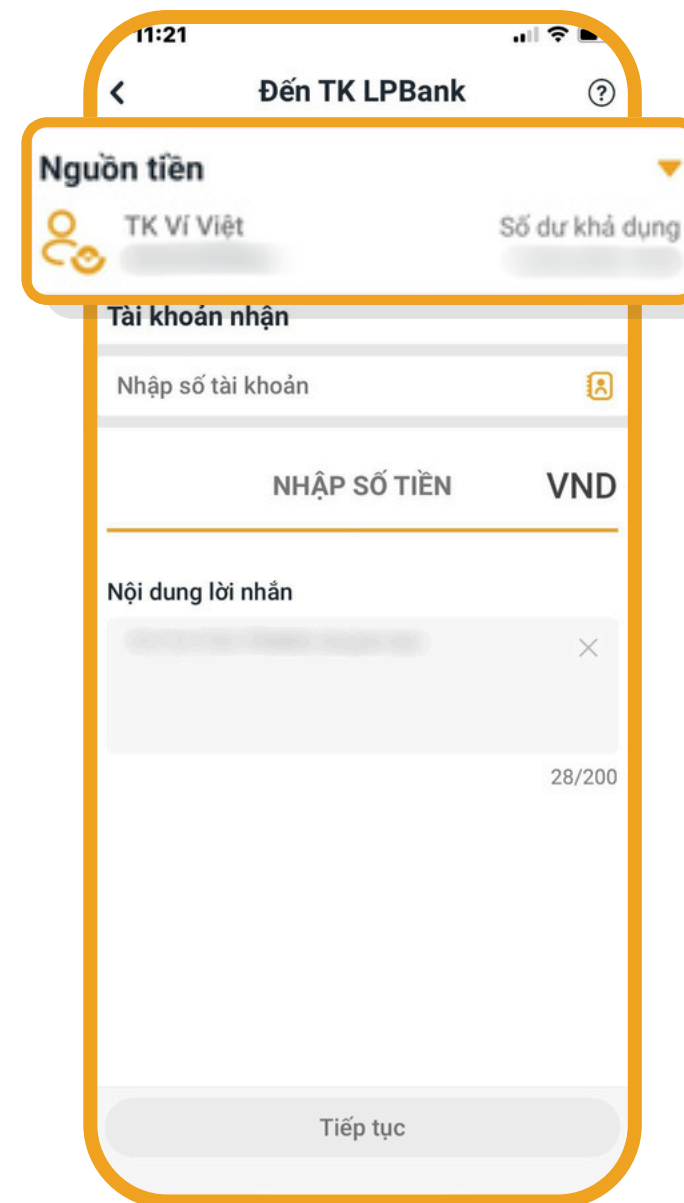 11:21
Đến TK LPBank
Nguồn tiền
TK Ví Việt
Số dư khả dụng
Tài khoản nhận
Nhập số tài khoản
NHẬP SỐ TIỀN VND
Nội dung lời nhắn
28/200
Tiếp tục